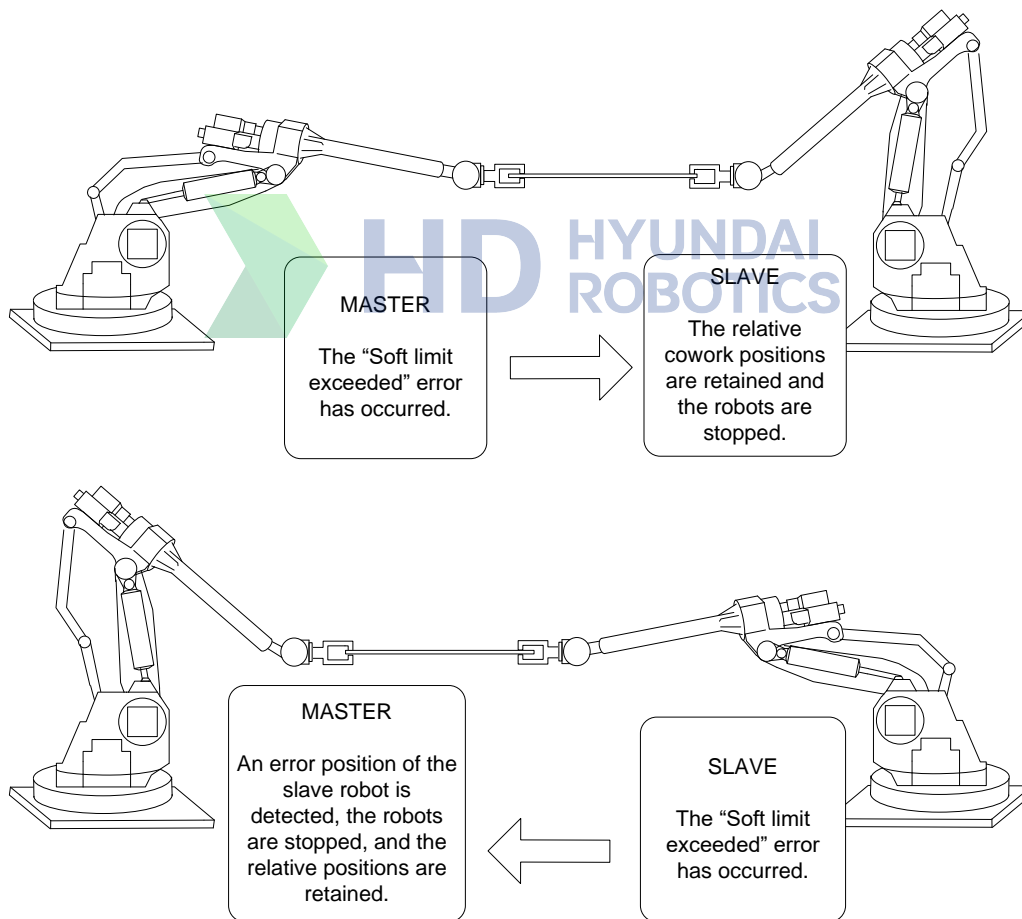 HD HYUNDAI
ROBOTICS
MASTER
The “Soft limit
exceeded” error
has occurred.
SLAVE
The relative
cowork positions
are retained and
the robots are
stopped.
MASTER
An error position of the
slave robot is
detected, the robots
are stopped, and the
relative positions are
retained.
SLAVE
The “Soft limit
exceeded” error
has occurred.